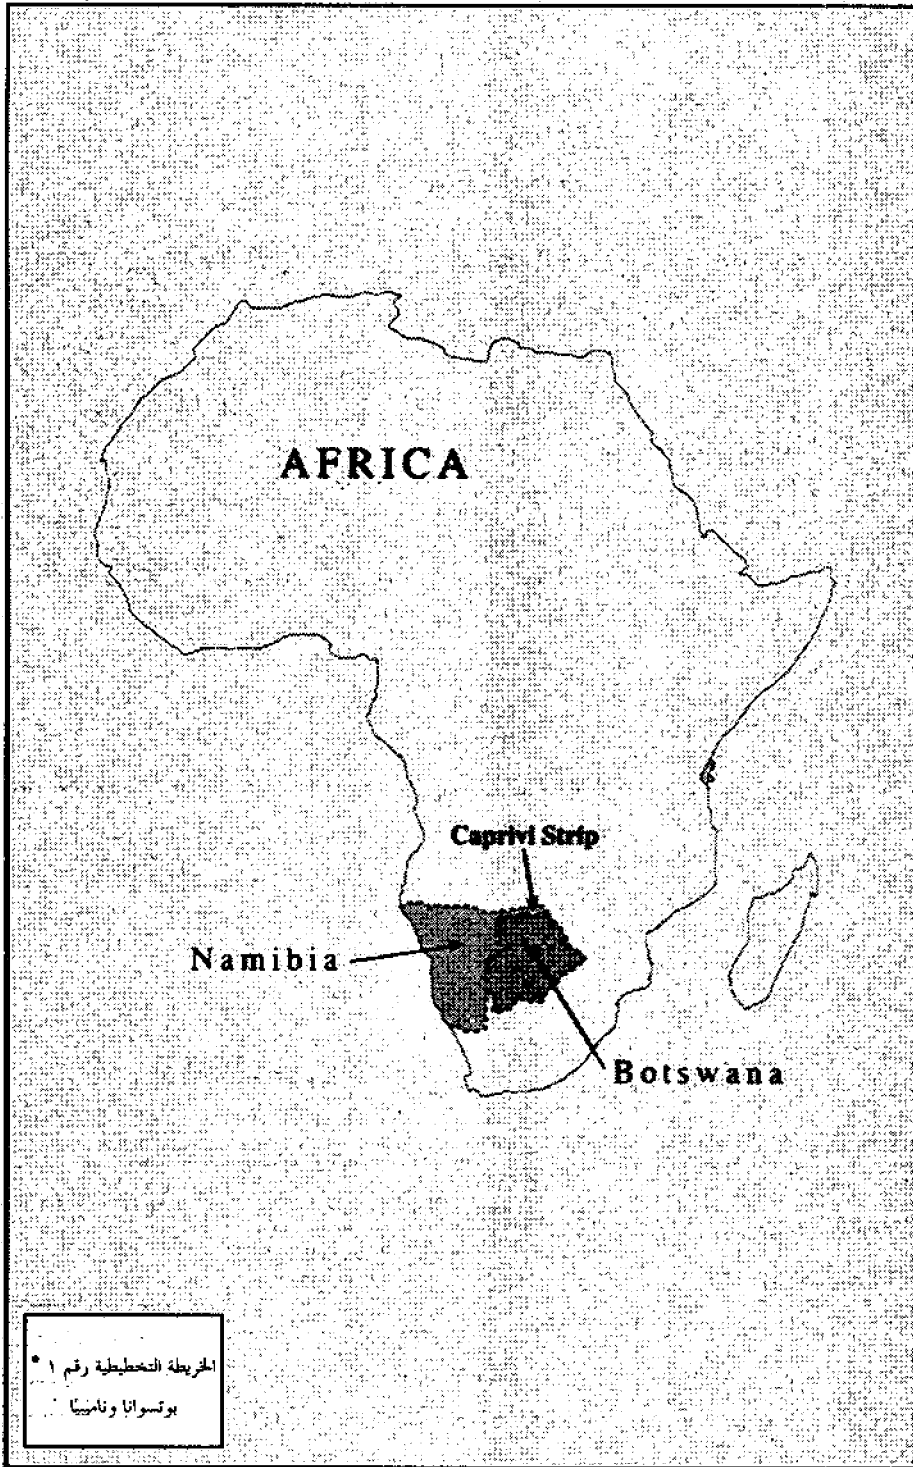 AFRICA
Caprivi Strip
Namibia
Botswana
الخريطة التخطيطية رقم ١ *
بوتسوانا وناميبيا